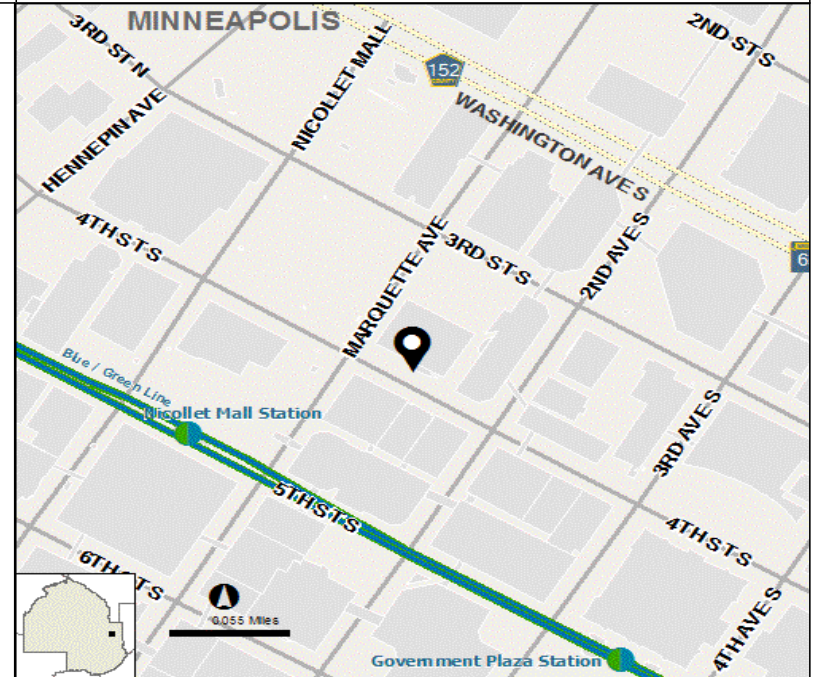 MINNEAPOLIS
3RD ST N
2ND ST S
NICOLLET MALL
152
COUNTY
HENNEPIN AVE
WASHINGTON AVE S
4TH ST S
MARQUETTE AVE
3RD ST S
2ND AVE S
6
Blue / Green Line
Nicollet Mall Station
3RD AVE S
5TH ST S
4TH ST S
6TH ST S
0.055 Miles
4TH AVE S
Government Plaza Station